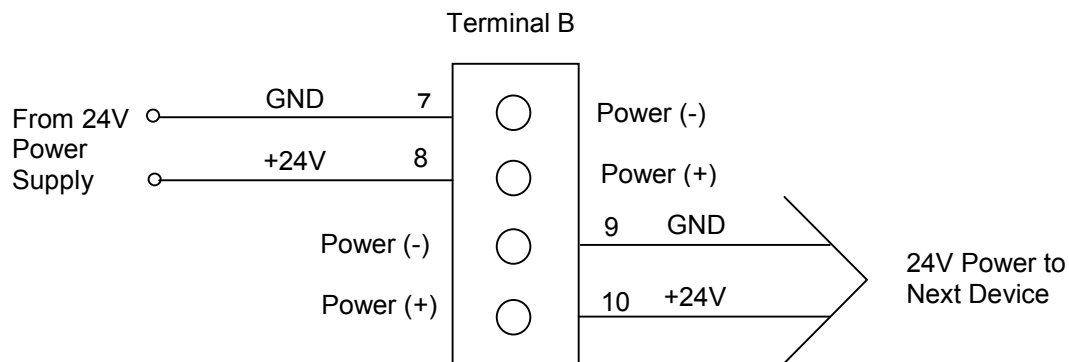 Terminal B
GND 7
Power (-)
From 24V
Power
Supply
+24V 8
Power (+)
9 GND
Power (-)
24V Power to
Next Device
Power (+)
10 +24V